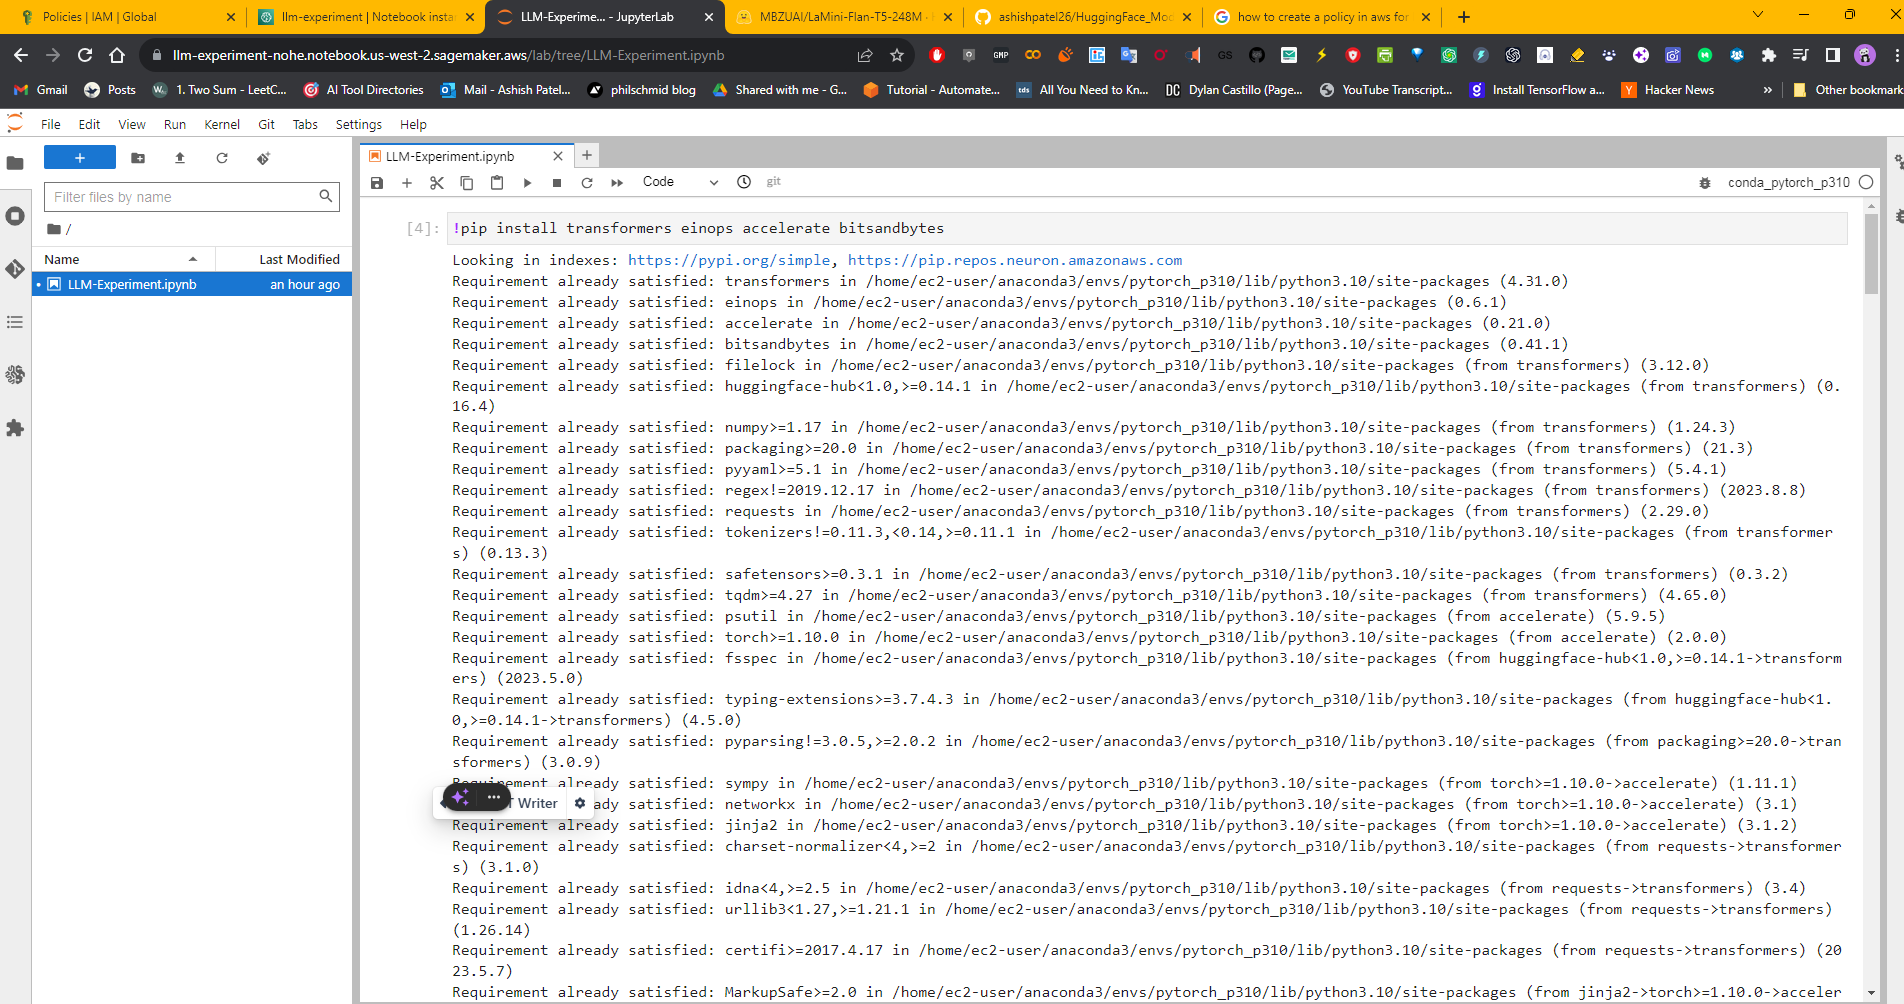 Policies | IAM | Global
llm-experiment | Notebook insta
LLM-Experime... - JupyterLab
MBZUAI/LaMini-Flan-T5-248M
ashishpatel26/HuggingFace_Mod
how to create a policy in aws for
llm-experiment-nohe.notebook.us-west-2.sagemaker.aws/lab/tree/LLM-Experiment.ipynb
Gmail
Posts
1. Two Sum - LeetC...
AI Tool Directories
Mail - Ashish Patel...
philschmid blog
Shared with me - G...
Tutorial - Automate...
All You Need to Kn...
DC Dylan Castillo (Page...
YouTube Transcript...
Install TensorFlow a...
Hacker News
Other bookmark
File Edit View Run Kernel Git Tabs Settings Help
Filter files by name
/
Name Last Modified
LLM-Experiment.ipynb an hour ago
LLM-Experiment.ipynb
Code git conda_pytorch_p310
[4]: !pip install transformers einops accelerate bitsandbytes
Looking in indexes: https://pypi.org/simple, https://pip.repos.neuron.amazonaws.com
Requirement already satisfied: transformers in /home/ec2-user/anaconda3/envs/pytorch_p310/lib/python3.10/site-packages (4.31.0)
Requirement already satisfied: einops in /home/ec2-user/anaconda3/envs/pytorch_p310/lib/python3.10/site-packages (0.6.1)
Requirement already satisfied: accelerate in /home/ec2-user/anaconda3/envs/pytorch_p310/lib/python3.10/site-packages (0.21.0)
Requirement already satisfied: bitsandbytes in /home/ec2-user/anaconda3/envs/pytorch_p310/lib/python3.10/site-packages (0.41.1)
Requirement already satisfied: filelock in /home/ec2-user/anaconda3/envs/pytorch_p310/lib/python3.10/site-packages (from transformers) (3.12.0)
Requirement already satisfied: huggingface-hub<1.0,>=0.14.1 in /home/ec2-user/anaconda3/envs/pytorch_p310/lib/python3.10/site-packages (from transformers) (0.
16.4)
Requirement already satisfied: numpy>=1.17 in /home/ec2-user/anaconda3/envs/pytorch_p310/lib/python3.10/site-packages (from transformers) (1.24.3)
Requirement already satisfied: packaging>=20.0 in /home/ec2-user/anaconda3/envs/pytorch_p310/lib/python3.10/site-packages (from transformers) (21.3)
Requirement already satisfied: pyyaml>=5.1 in /home/ec2-user/anaconda3/envs/pytorch_p310/lib/python3.10/site-packages (from transformers) (5.4.1)
Requirement already satisfied: regex!=2019.12.17 in /home/ec2-user/anaconda3/envs/pytorch_p310/lib/python3.10/site-packages (from transformers) (2023.8.8)
Requirement already satisfied: requests in /home/ec2-user/anaconda3/envs/pytorch_p310/lib/python3.10/site-packages (from transformers) (2.29.0)
Requirement already satisfied: tokenizers!=0.11.3,<0.14,>=0.11.1 in /home/ec2-user/anaconda3/envs/pytorch_p310/lib/python3.10/site-packages (from transformer
s) (0.13.3)
Requirement already satisfied: safetensors>=0.3.1 in /home/ec2-user/anaconda3/envs/pytorch_p310/lib/python3.10/site-packages (from transformers) (0.3.2)
Requirement already satisfied: tqdm>=4.27 in /home/ec2-user/anaconda3/envs/pytorch_p310/lib/python3.10/site-packages (from transformers) (4.65.0)
Requirement already satisfied: psutil in /home/ec2-user/anaconda3/envs/pytorch_p310/lib/python3.10/site-packages (from accelerate) (5.9.5)
Requirement already satisfied: torch>=1.10.0 in /home/ec2-user/anaconda3/envs/pytorch_p310/lib/python3.10/site-packages (from accelerate) (2.0.0)
Requirement already satisfied: fsspec in /home/ec2-user/anaconda3/envs/pytorch_p310/lib/python3.10/site-packages (from huggingface-hub<1.0,>=0.14.1->transform
ers) (2023.5.0)
Requirement already satisfied: typing-extensions>=3.7.4.3 in /home/ec2-user/anaconda3/envs/pytorch_p310/lib/python3.10/site-packages (from huggingface-hub<1.
0,>=0.14.1->transformers) (4.5.0)
Requirement already satisfied: pyparsing!=3.0.5,>=2.0.2 in /home/ec2-user/anaconda3/envs/pytorch_p310/lib/python3.10/site-packages (from packaging>=20.0->tran
sformers) (3.0.9)
Requirement already satisfied: sympy in /home/ec2-user/anaconda3/envs/pytorch_p310/lib/python3.10/site-packages (from torch>=1.10.0->accelerate) (1.11.1)
Writer dy satisfied: networkx in /home/ec2-user/anaconda3/envs/pytorch_p310/lib/python3.10/site-packages (from torch>=1.10.0->accelerate) (3.1)
Requirement already satisfied: jinja2 in /home/ec2-user/anaconda3/envs/pytorch_p310/lib/python3.10/site-packages (from torch>=1.10.0->accelerate) (3.1.2)
Requirement already satisfied: charset-normalizer<4,>=2 in /home/ec2-user/anaconda3/envs/pytorch_p310/lib/python3.10/site-packages (from requests->transformer
s) (3.1.0)
Requirement already satisfied: idna<4,>=2.5 in /home/ec2-user/anaconda3/envs/pytorch_p310/lib/python3.10/site-packages (from requests->transformers) (3.4)
Requirement already satisfied: urllib3<1.27,>=1.21.1 in /home/ec2-user/anaconda3/envs/pytorch_p310/lib/python3.10/site-packages (from requests->transformers)
(1.26.14)
Requirement already satisfied: certifi>=2017.4.17 in /home/ec2-user/anaconda3/envs/pytorch_p310/lib/python3.10/site-packages (from requests->transformers) (20
23.5.7)
Requirement already satisfied: MarkupSafe>=2.0 in /home/ec2-user/anaconda3/envs/pytorch_p310/lib/python3.10/site-packages (from jinja2->torch>=1.10.0->acceler